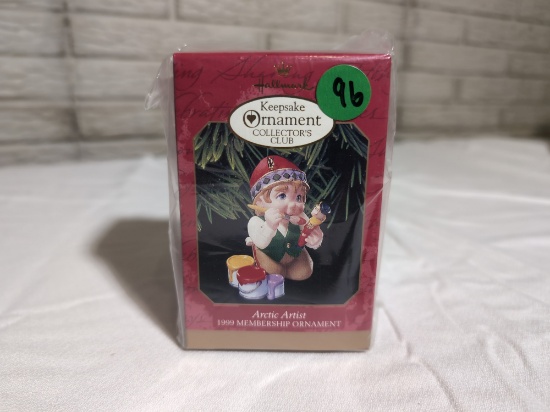 Hallmark
96
Keepsake
Ornament
COLLECTOR'S
CLUB
Arctic Artist
1999 MEMBERSHIP ORNAMENT